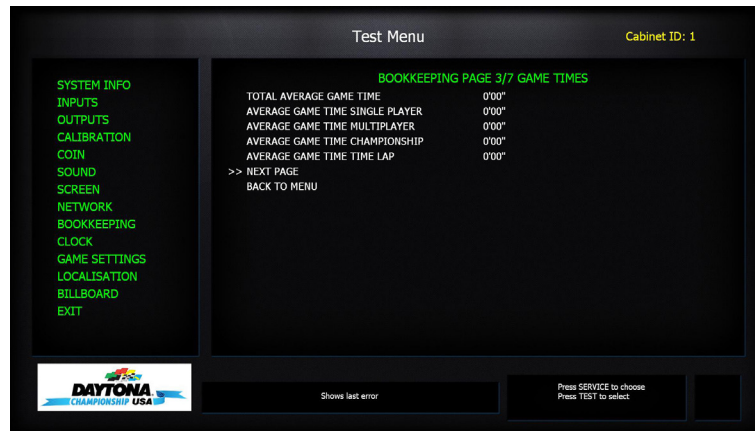 Test Menu
Cabinet ID: 1
SYSTEM INFO
INPUTS
OUTPUTS
CALIBRATION
COIN
SOUND
SCREEN
NETWORK
BOOKKEEPING
CLOCK
GAME SETTINGS
LOCALISATION
BILLBOARD
EXIT
BOOKKEEPING PAGE 3/7 GAME TIMES
TOTAL AVERAGE GAME TIME 0'00"
AVERAGE GAME TIME SINGLE PLAYER 0'00"
AVERAGE GAME TIME MULTIPLAYER 0'00"
AVERAGE GAME TIME CHAMPIONSHIP 0'00"
AVERAGE GAME TIME TIME LAP 0'00"
>> NEXT PAGE
BACK TO MENU
DAYTONA
CHAMPIONSHIP USA
Shows last error
Press SERVICE to choose
Press TEST to select